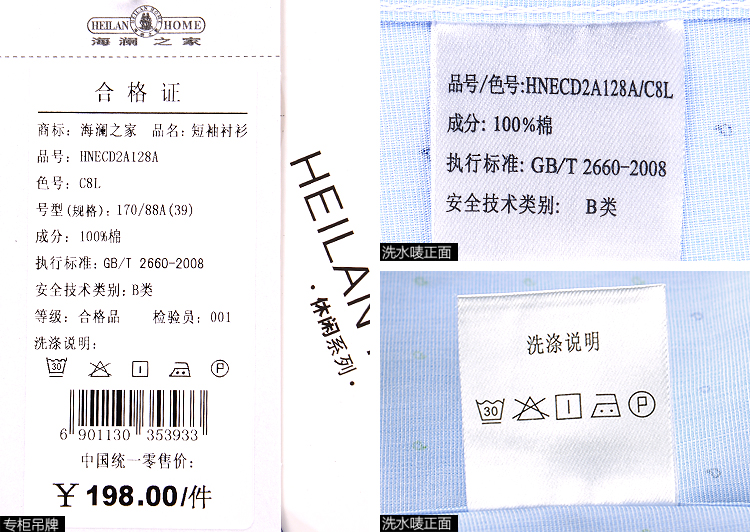 HEILAN HOME
海澜之家
合格证
商标: 海澜之家 品名: 短袖衬衫
品号: HNECD2A128A
色号: C8L
号型(规格): 170/88A(39)
成分: 100%棉
执行标准: GB/T 2660-2008
安全技术类别: B类
等级: 合格品 检验员: 001
洗涤说明:
30 P
6 901130 353933
中国统一零售价:
¥ 198.00/件
专柜吊牌
HEILAN
·休闲系列·
品号/色号:HNECD2A128A/C8L
成分: 100%棉
执行标准: GB/T 2660-2008
安全技术类别: B类
洗水唛正面
洗涤说明
30 P
洗水唛正面